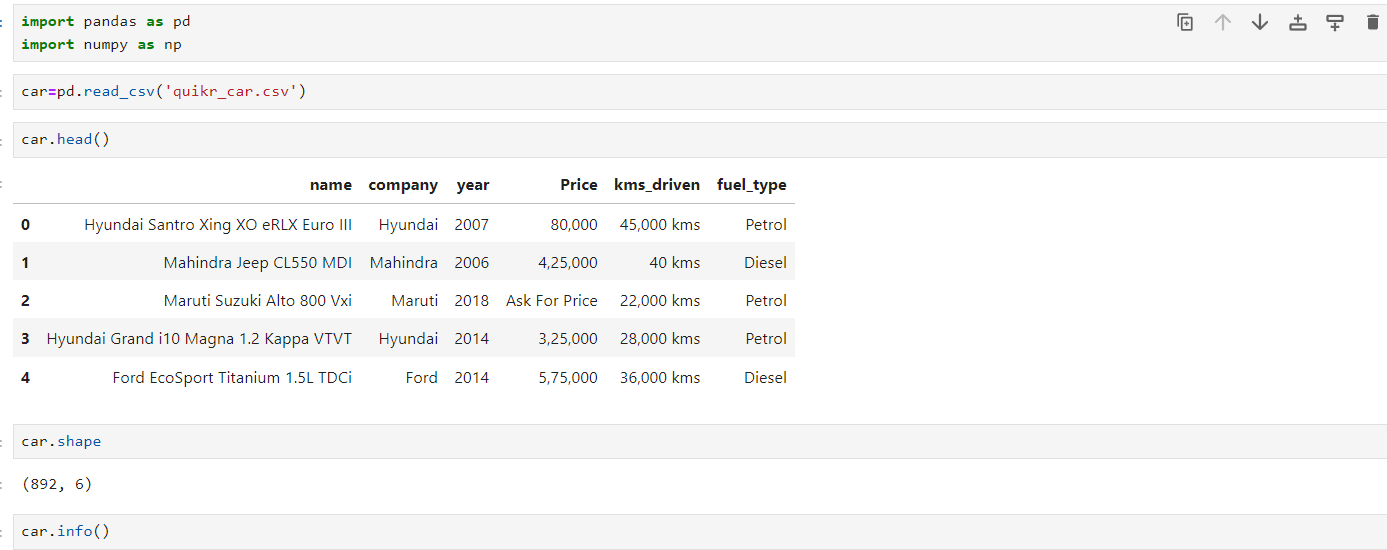 import pandas as pd
import numpy as np
car=pd.read_csv('quikr_car.csv')
car.head()
name company year Price kms_driven fuel_type
0 Hyundai Santro Xing XO eRLX Euro III Hyundai 2007 80,000 45,000 kms Petrol
1 Mahindra Jeep CL550 MDI Mahindra 2006 4,25,000 40 kms Diesel
2 Maruti Suzuki Alto 800 Vxi Maruti 2018 Ask For Price 22,000 kms Petrol
3 Hyundai Grand i10 Magna 1.2 Kappa VTVT Hyundai 2014 3,25,000 28,000 kms Petrol
4 Ford EcoSport Titanium 1.5L TDCi Ford 2014 5,75,000 36,000 kms Diesel
car.shape
(892, 6)
car.info()